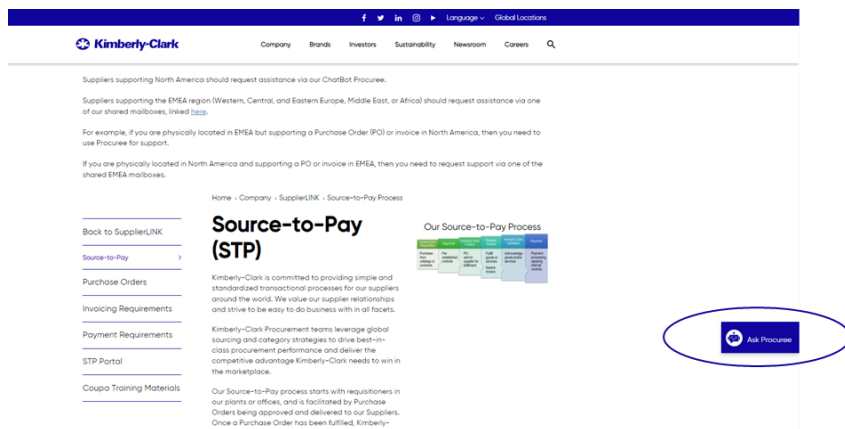 Language
Global Locations
Kimberly-Clark
Company
Brands
Investors
Sustainability
Newsroom
Careers
Suppliers supporting North America should request assistance via our ChatBot Procuree.
Suppliers supporting the EMEA region (Western, Central, and Eastern Europe, Middle East, or Africa) should request assistance via one
of our shared mailboxes, linked here.
For example, if you are physically located in EMEA but supporting a Purchase Order (PO) or invoice in North America, then you need to
use Procuree for support.
If you are physically located in North America and supporting a PO or invoice in EMEA, then you need to request support via one of the
shared EMEA mailboxes.
Home › Company › SupplierLINK › Source-to-Pay Process
Back to SupplierLINK
Source-to-Pay
Purchase Orders
Invoicing Requirements
Payment Requirements
STP Portal
Coupa Training Materials
Source-to-Pay
(STP)
Kimberly-Clark is committed to providing simple and
standardized transactional processes for our suppliers
around the world. We value our supplier relationships
and strive to be easy to do business with in all facets.
Kimberly-Clark Procurement teams leverage global
sourcing and category strategies to drive best-in-
class procurement performance and deliver the
competitive advantage Kimberly-Clark needs to win in
the marketplace.
Our Source-to-Pay process starts with requisitioners in
our plants or offices, and is facilitated by Purchase
Orders being approved and delivered to our Suppliers.
Once a Purchase Order has been fulfilled, Kimberly-
Our Source-to-Pay Process
Ask Procuree